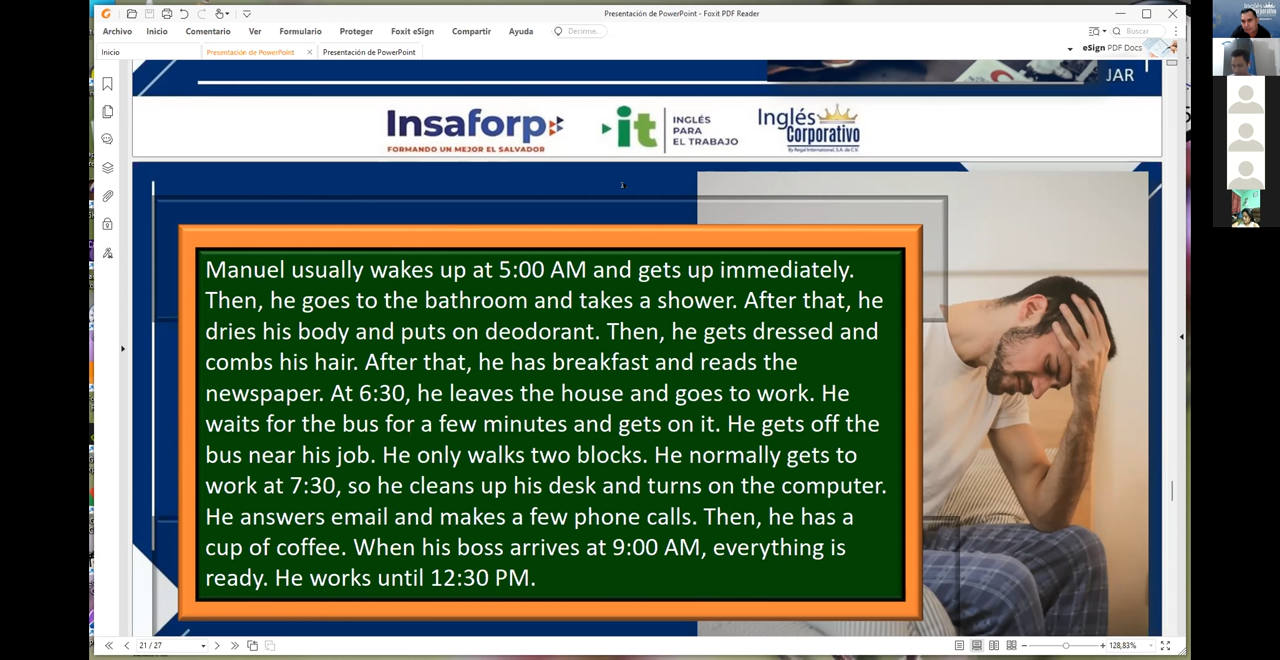 Presentación de PowerPoint - Foxit PDF Reader
Archivo Inicio Comentario Ver Formulario Proteger Foxit eSign Compartir Ayuda Decirme... Buscar
Inicio Presentación de PowerPoint Presentación de PowerPoint eSign PDF Docs
JAR
Insaforp
FORMANDO UN MEJOR EL SALVADOR
it
INGLÉS
PARA
EL TRABAJO
Inglés
Corporativo
By Regal International, S.A. de C.V.
Manuel usually wakes up at 5:00 AM and gets up immediately.
Then, he goes to the bathroom and takes a shower. After that, he
dries his body and puts on deodorant. Then, he gets dressed and
combs his hair. After that, he has breakfast and reads the
newspaper. At 6:30, he leaves the house and goes to work. He
waits for the bus for a few minutes and gets on it. He gets off the
bus near his job. He only walks two blocks. He normally gets to
work at 7:30, so he cleans up his desk and turns on the computer.
He answers email and makes a few phone calls. Then, he has a
cup of coffee. When his boss arrives at 9:00 AM, everything is
ready. He works until 12:30 PM.
21 / 27
128,83%